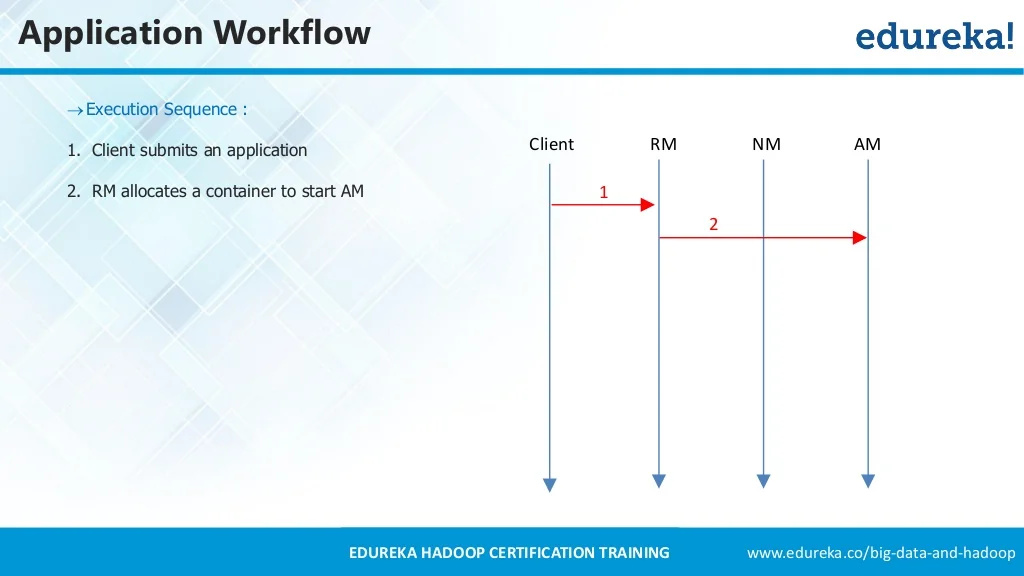 Application Workflow
edureka!
→Execution Sequence :
1. Client submits an application
2. RM allocates a container to start AM
Client RM NM AM
1
2
EDUREKA HADOOP CERTIFICATION TRAINING
www.edureka.co/big-data-and-hadoop